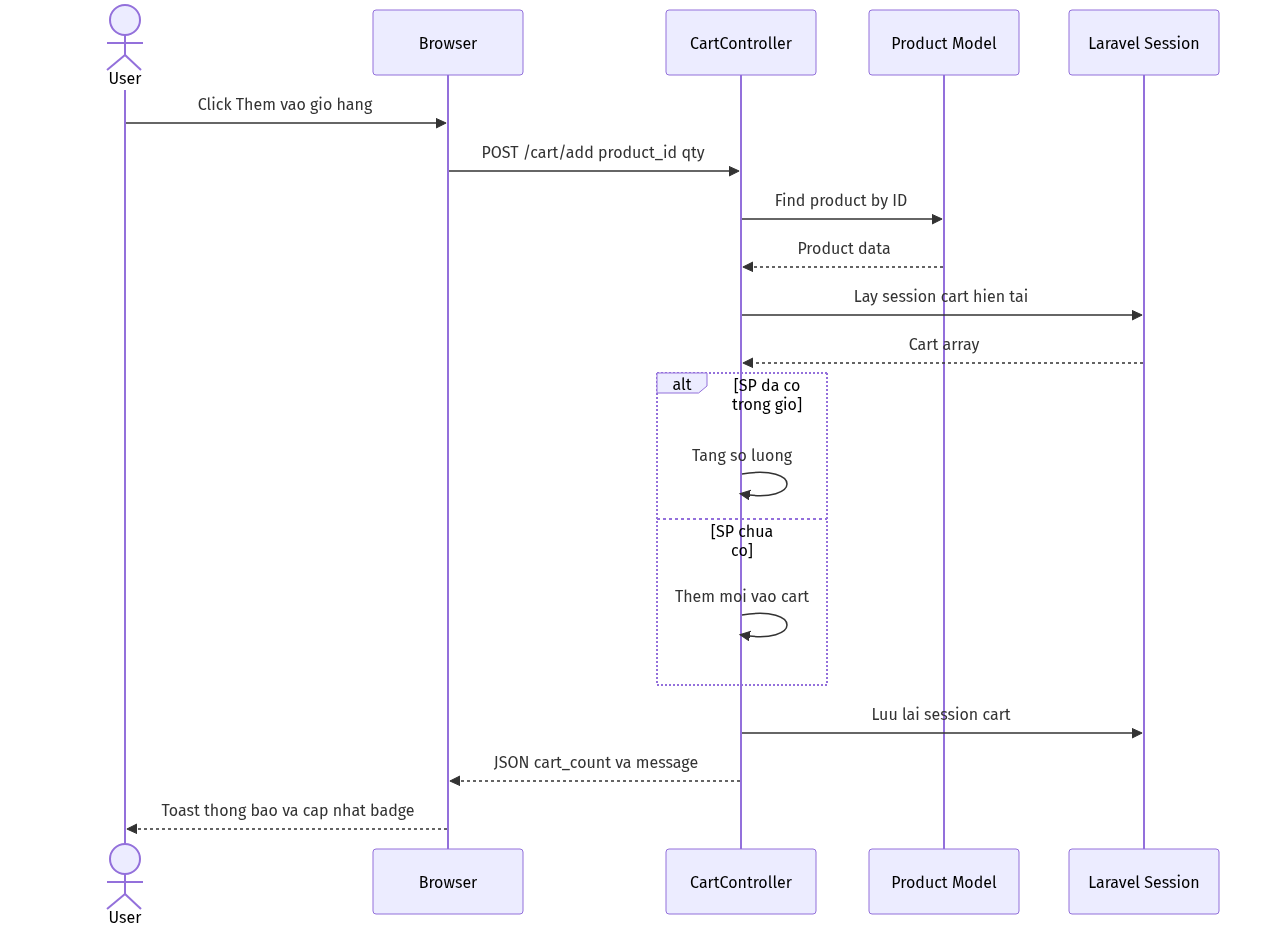 User
Browser
CartController
Product Model
Laravel Session
Click Them vao gio hang
POST /cart/add product_id qty
Find product by ID
Product data
Lay session cart hien tai
Cart array
alt
[SP da co
trong gio]
Tang so luong
[SP chua
co]
Them moi vao cart
Luu lai session cart
JSON cart_count va message
Toast thong bao va cap nhat badge
User
Browser
CartController
Product Model
Laravel Session